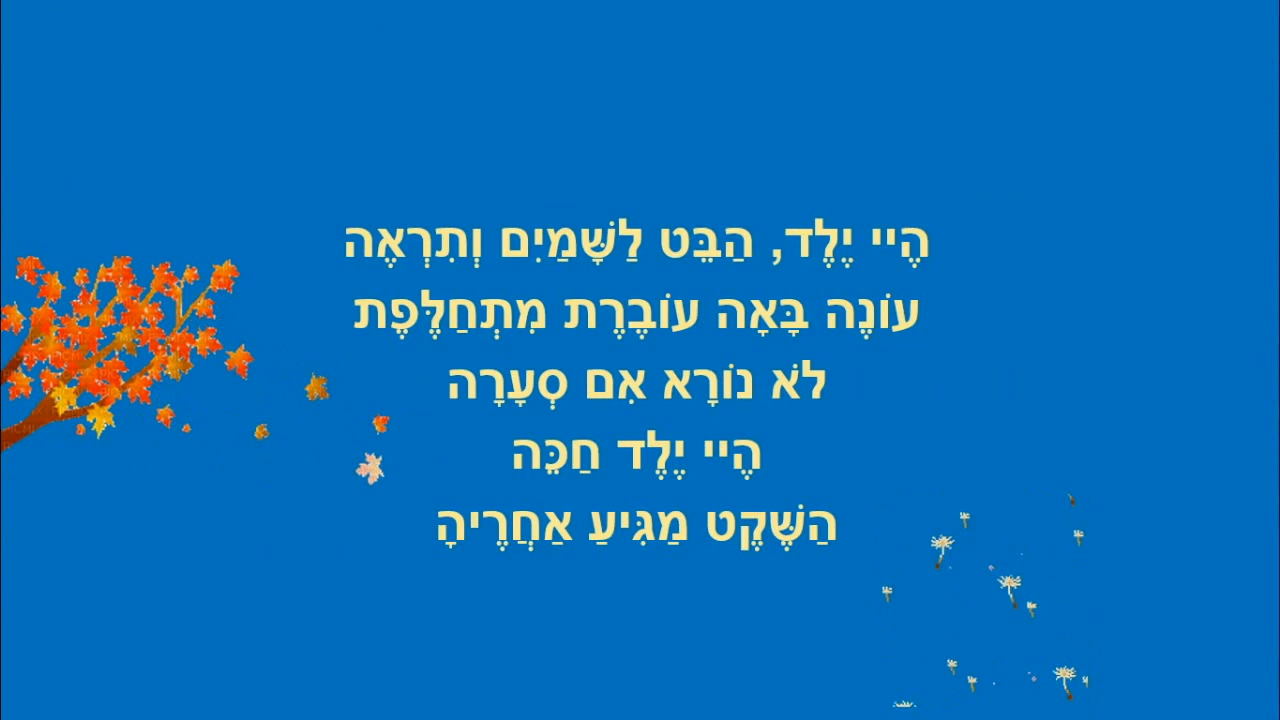 הֶיי יֶלֶד, הַבֵּט לַשָּׁמַיִם וְתִרְאֶה
עוֹנָה בָּאָה עוֹבֶרֶת מִתְחַלֶּפֶת
לֹא נוֹרָא אִם סְעָרָה
הֶיי יֶלֶד חַכֵּה
הַשֶּׁקֶט מַגִּיעַ אַחֲרֶיהָ